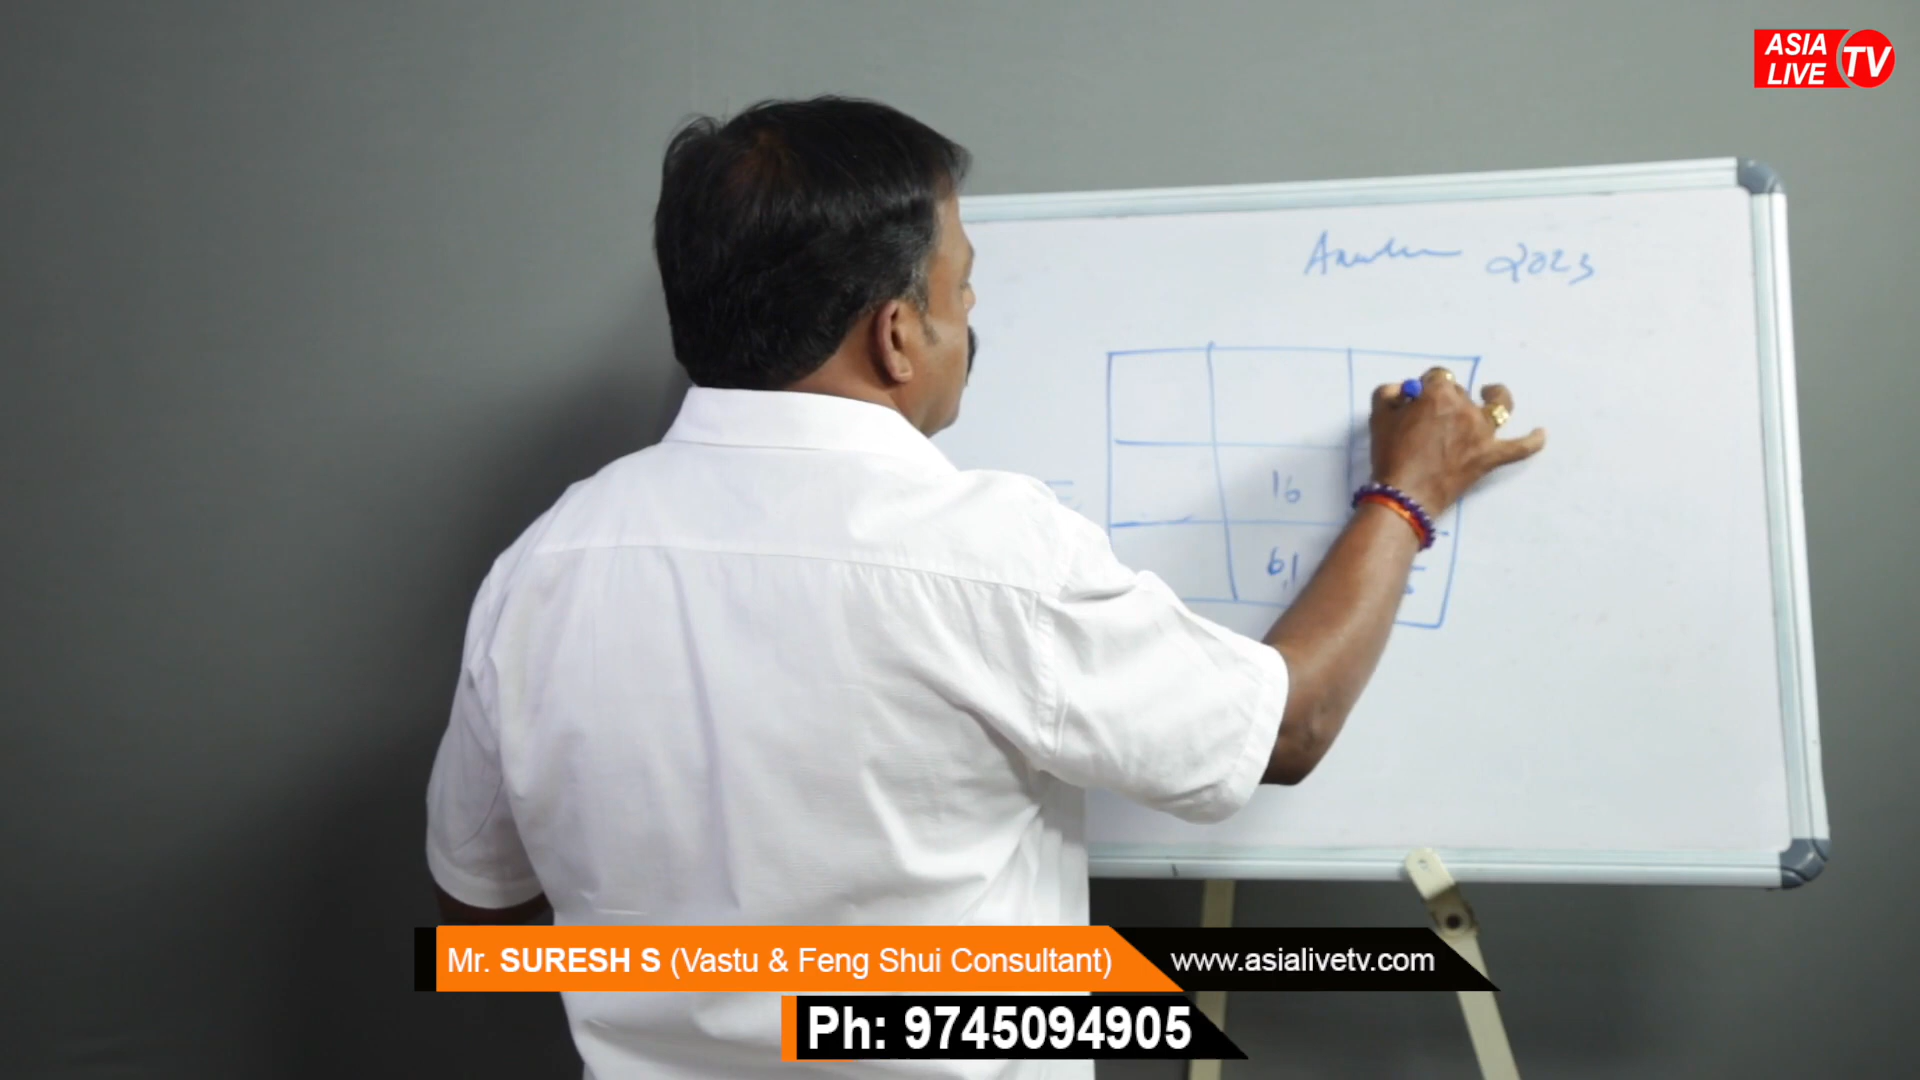 ASIA
LIVE TV
2023
16
61
Mr. SURESH S (Vastu & Feng Shui Consultant) www.asialivetv.com
Ph: 9745094905